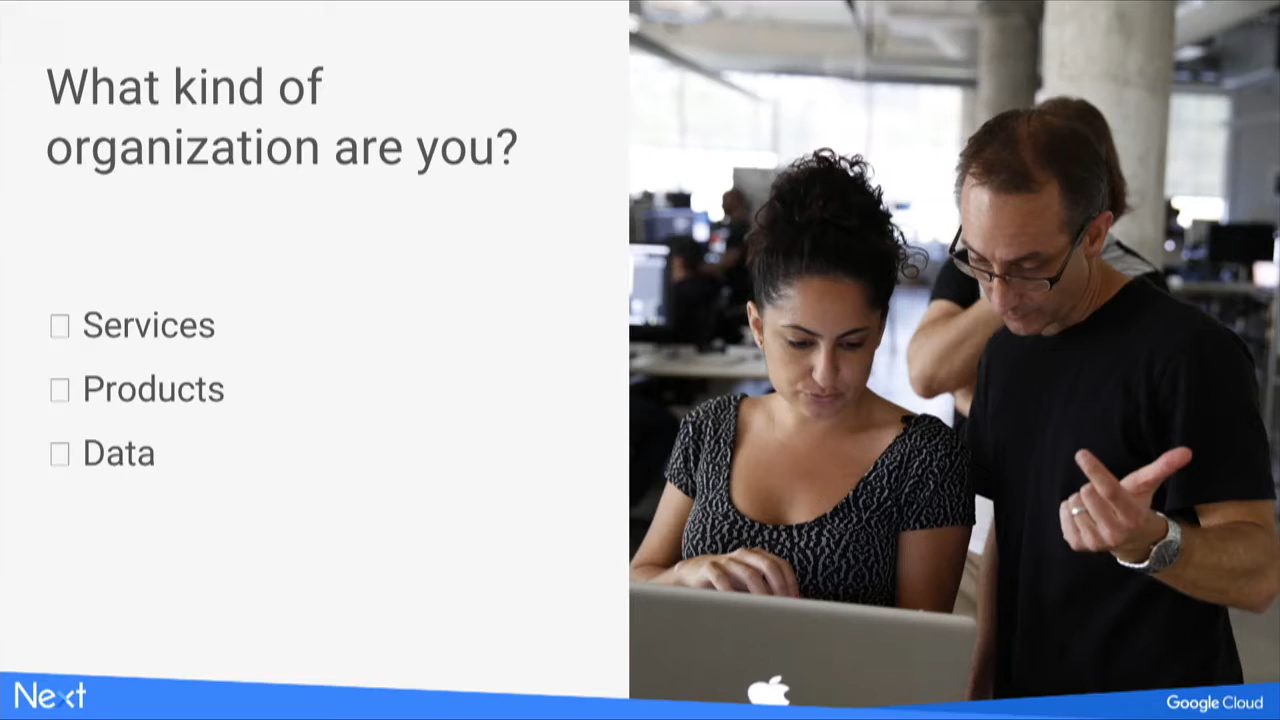 What kind of
organization are you?
Services
Products
Data
Next
Google Cloud